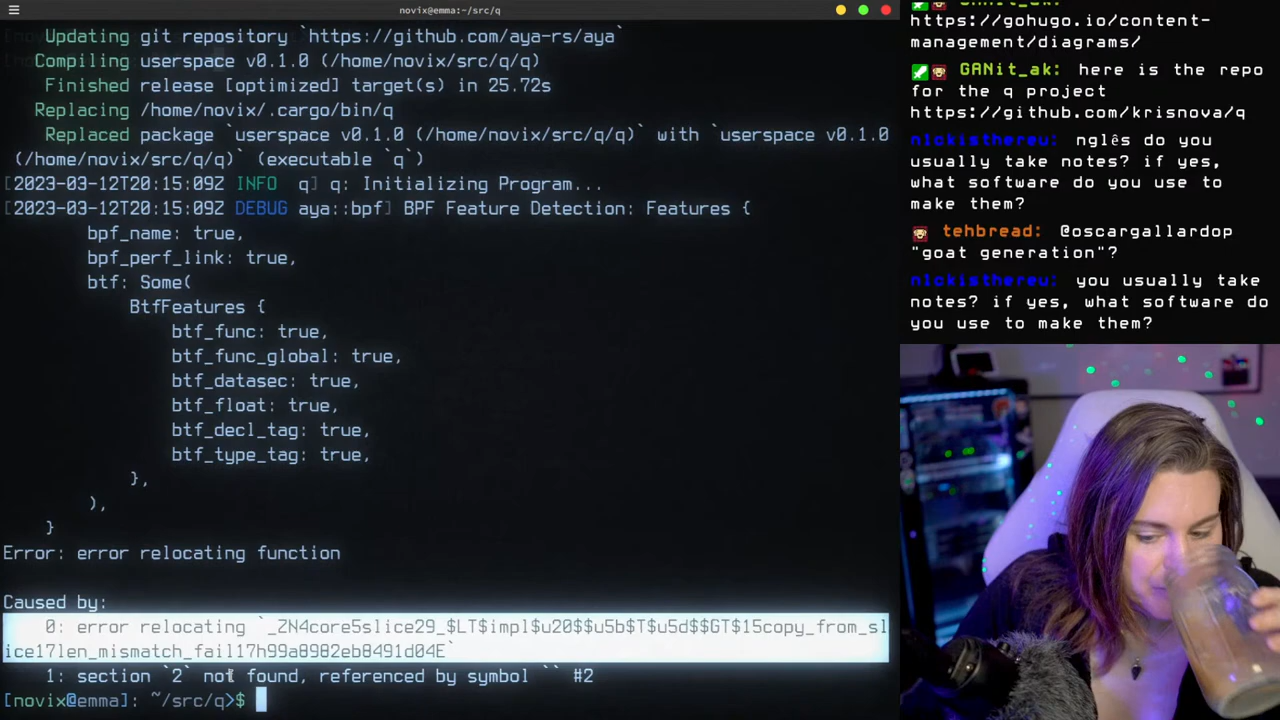 novix@emma:~/src/q
Updating git repository `https://github.com/aya-rs/aya`
Compiling userspace v0.1.0 (/home/novix/src/q/q)
Finished release [optimized] target(s) in 25.72s
Replacing /home/novix/.cargo/bin/q
Replaced package `userspace v0.1.0 (/home/novix/src/q/q)` with `userspace v0.1.0
(/home/novix/src/q/q)` (executable `q`)
[2023-03-12T20:15:09Z INFO  q] q: Initializing Program...
[2023-03-12T20:15:09Z DEBUG aya::bpf] BPF Feature Detection: Features {
bpf_name: true,
bpf_perf_link: true,
btf: Some(
BtfFeatures {
btf_func: true,
btf_func_global: true,
btf_datasec: true,
btf_float: true,
btf_decl_tag: true,
btf_type_tag: true,
},
),
}
Error: error relocating function
Caused by:
0: error relocating `_ZN4core5slice29_$LT$impl$u20$$u5b$T$u5d$$GT$15copy_from_sl
ice17len_mismatch_fail17h99a8982eb8491d04E`
1: section `2` not found, referenced by symbol `` #2
[novix@emma]: ~/src/q>$
https://gohugo.io/content-
management/diagrams/
GANit_ak: here is the repo
for the q project
https://github.com/krisnova/q
n1ckisthereu: nglês do you
usually take notes? if yes,
what software do you use to
make them?
tehbread: @oscargallardop
"goat generation"?
n1ckisthereu: you usually take
notes? if yes, what software do
you use to make them?